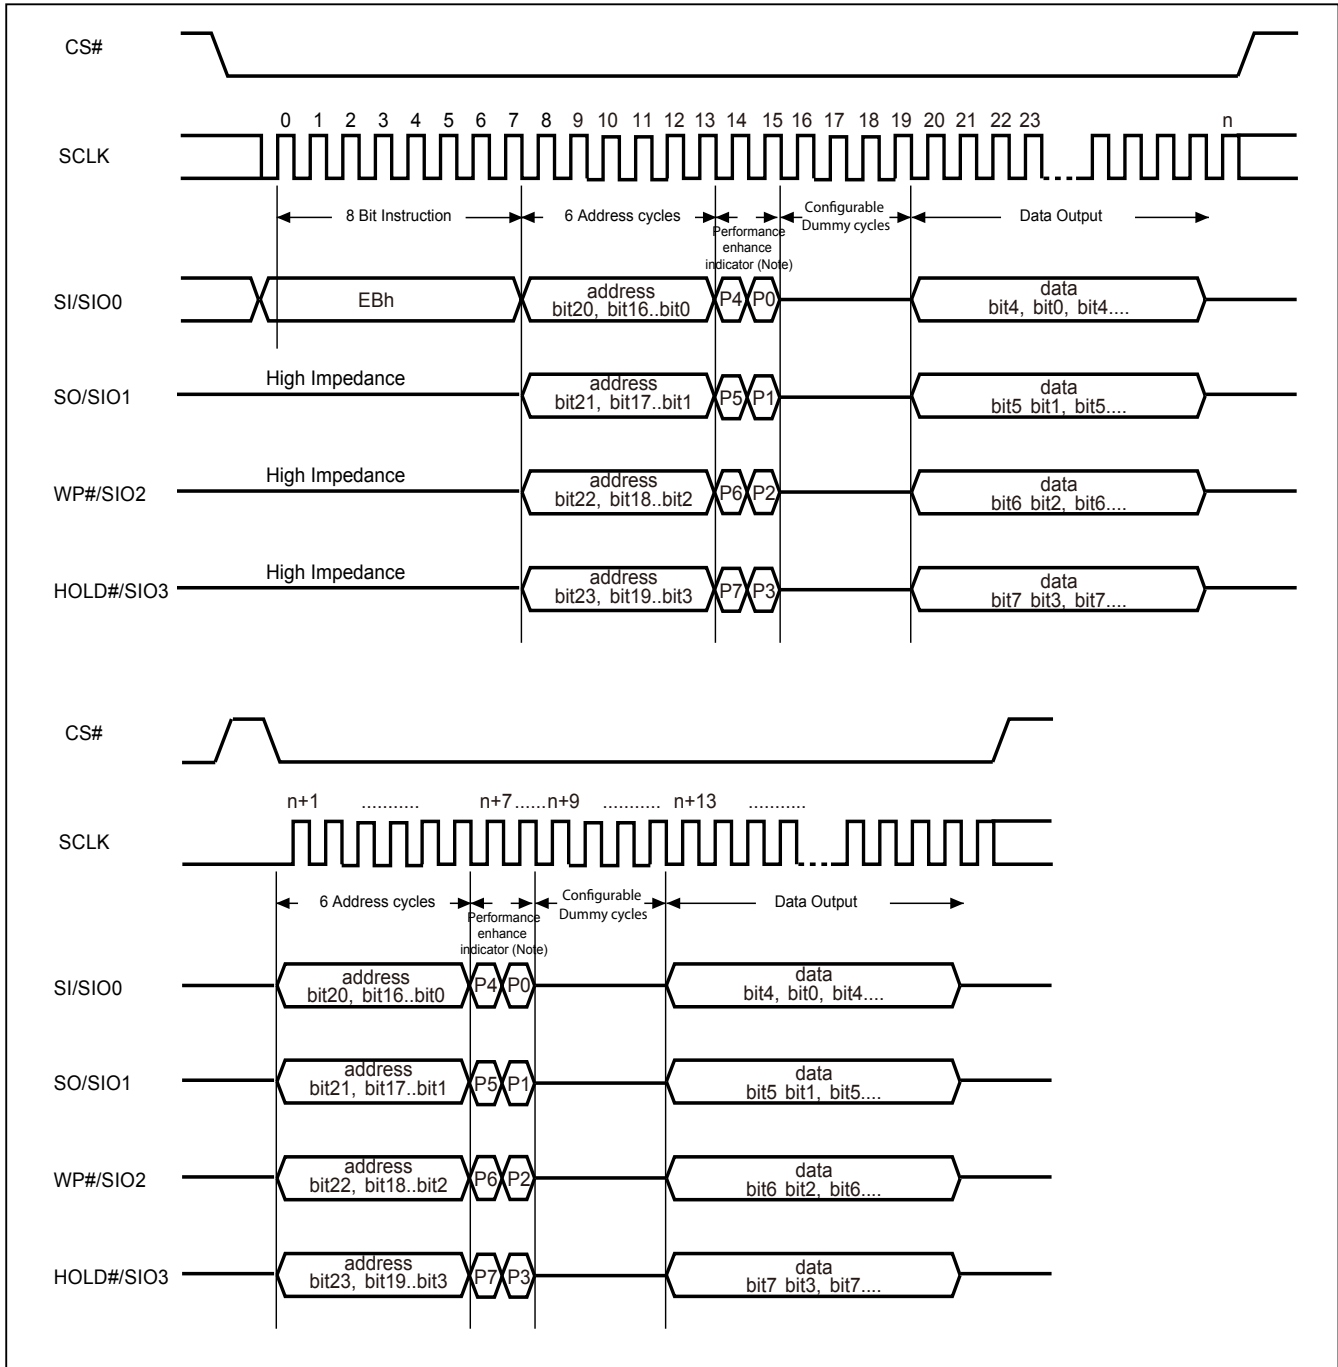 CS#
0 1 2 3 4 5 6 7 8 9 10 11 12 13 14 15 16 17 18 19 20 21 22 23 n
SCLK
8 Bit Instruction
6 Address cycles
Performance
enhance
indicator (Note)
Configurable
Dummy cycles
Data Output
SI/SIO0
EBh
address
bit20, bit16..bit0
P4 P0
data
bit4, bit0, bit4....
SO/SIO1
High Impedance
address
bit21, bit17..bit1
P5 P1
data
bit5 bit1, bit5....
WP#/SIO2
High Impedance
address
bit22, bit18..bit2
P6 P2
data
bit6 bit2, bit6....
HOLD#/SIO3
High Impedance
address
bit23, bit19..bit3
P7 P3
data
bit7 bit3, bit7....
CS#
n+1 ........... n+7......n+9 ........... n+13 ...........
SCLK
6 Address cycles
Performance
enhance
indicator (Note)
Configurable
Dummy cycles
Data Output
SI/SIO0
address
bit20, bit16..bit0
P4 P0
data
bit4, bit0, bit4....
SO/SIO1
address
bit21, bit17..bit1
P5 P1
data
bit5 bit1, bit5....
WP#/SIO2
address
bit22, bit18..bit2
P6 P2
data
bit6 bit2, bit6....
HOLD#/SIO3
address
bit23, bit19..bit3
P7 P3
data
bit7 bit3, bit7....